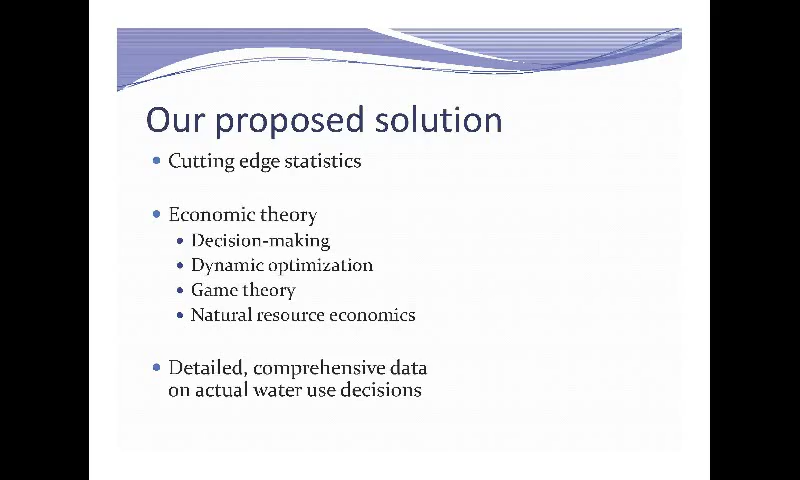 Our proposed solution
Cutting edge statistics
Economic theory
Decision-making
Dynamic optimization
Game theory
Natural resource economics
Detailed, comprehensive data
on actual water use decisions